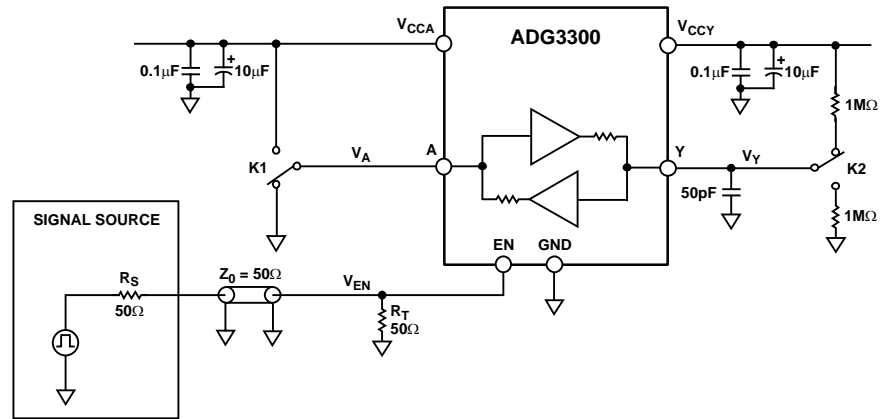 V_CCA
ADG3300
V_CCY
0.1μF
+
10μF
0.1μF
+
10μF
1MΩ
K1
V_A
A
Y
V_Y
K2
50pF
1MΩ
SIGNAL SOURCE
EN
GND
R_S
50Ω
Z_0 = 50Ω
V_EN
R_T
50Ω